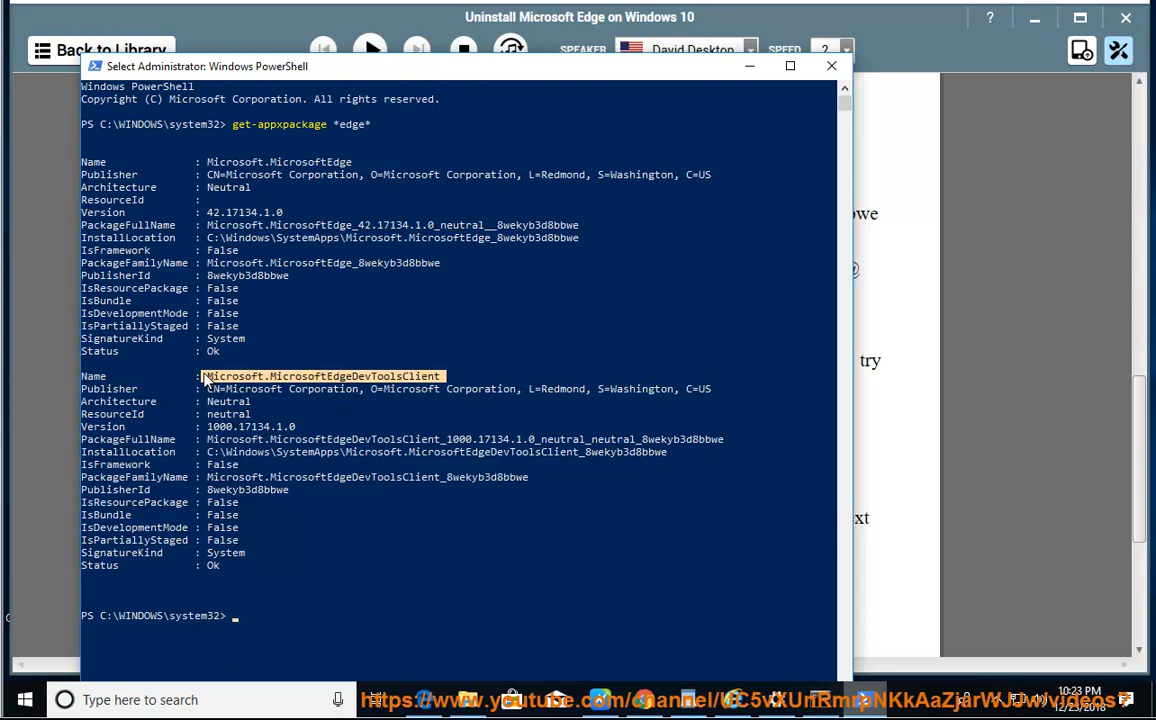 Uninstall Microsoft Edge on Windows 10
?
Back to Library
SPEAKER
David Desktop
SPEED
2
Select Administrator: Windows PowerShell
Windows PowerShell
Copyright (C) Microsoft Corporation. All rights reserved.
PS C:\WINDOWS\system32> get-appxpackage *edge*
Name : Microsoft.MicrosoftEdge
Publisher : CN=Microsoft Corporation, O=Microsoft Corporation, L=Redmond, S=Washington, C=US
Architecture : Neutral
ResourceId :
Version : 42.17134.1.0
PackageFullName : Microsoft.MicrosoftEdge_42.17134.1.0_neutral__8wekyb3d8bbwe
InstallLocation : C:\Windows\SystemApps\Microsoft.MicrosoftEdge_8wekyb3d8bbwe
IsFramework : False
PackageFamilyName : Microsoft.MicrosoftEdge_8wekyb3d8bbwe
PublisherId : 8wekyb3d8bbwe
IsResourcePackage : False
IsBundle : False
IsDevelopmentMode : False
IsPartiallyStaged : False
SignatureKind : System
Status : Ok
Name : Microsoft.MicrosoftEdgeDevToolsClient
Publisher : CN=Microsoft Corporation, O=Microsoft Corporation, L=Redmond, S=Washington, C=US
Architecture : Neutral
ResourceId : neutral
Version : 1000.17134.1.0
PackageFullName : Microsoft.MicrosoftEdgeDevToolsClient_1000.17134.1.0_neutral_neutral_8wekyb3d8bbwe
InstallLocation : C:\Windows\SystemApps\Microsoft.MicrosoftEdgeDevToolsClient_8wekyb3d8bbwe
IsFramework : False
PackageFamilyName : Microsoft.MicrosoftEdgeDevToolsClient_8wekyb3d8bbwe
PublisherId : 8wekyb3d8bbwe
IsResourcePackage : False
IsBundle : False
IsDevelopmentMode : False
IsPartiallyStaged : False
SignatureKind : System
Status : Ok
PS C:\WINDOWS\system32>
owe
@
try
xt
Type here to search
10:23 PM
12/23/2018